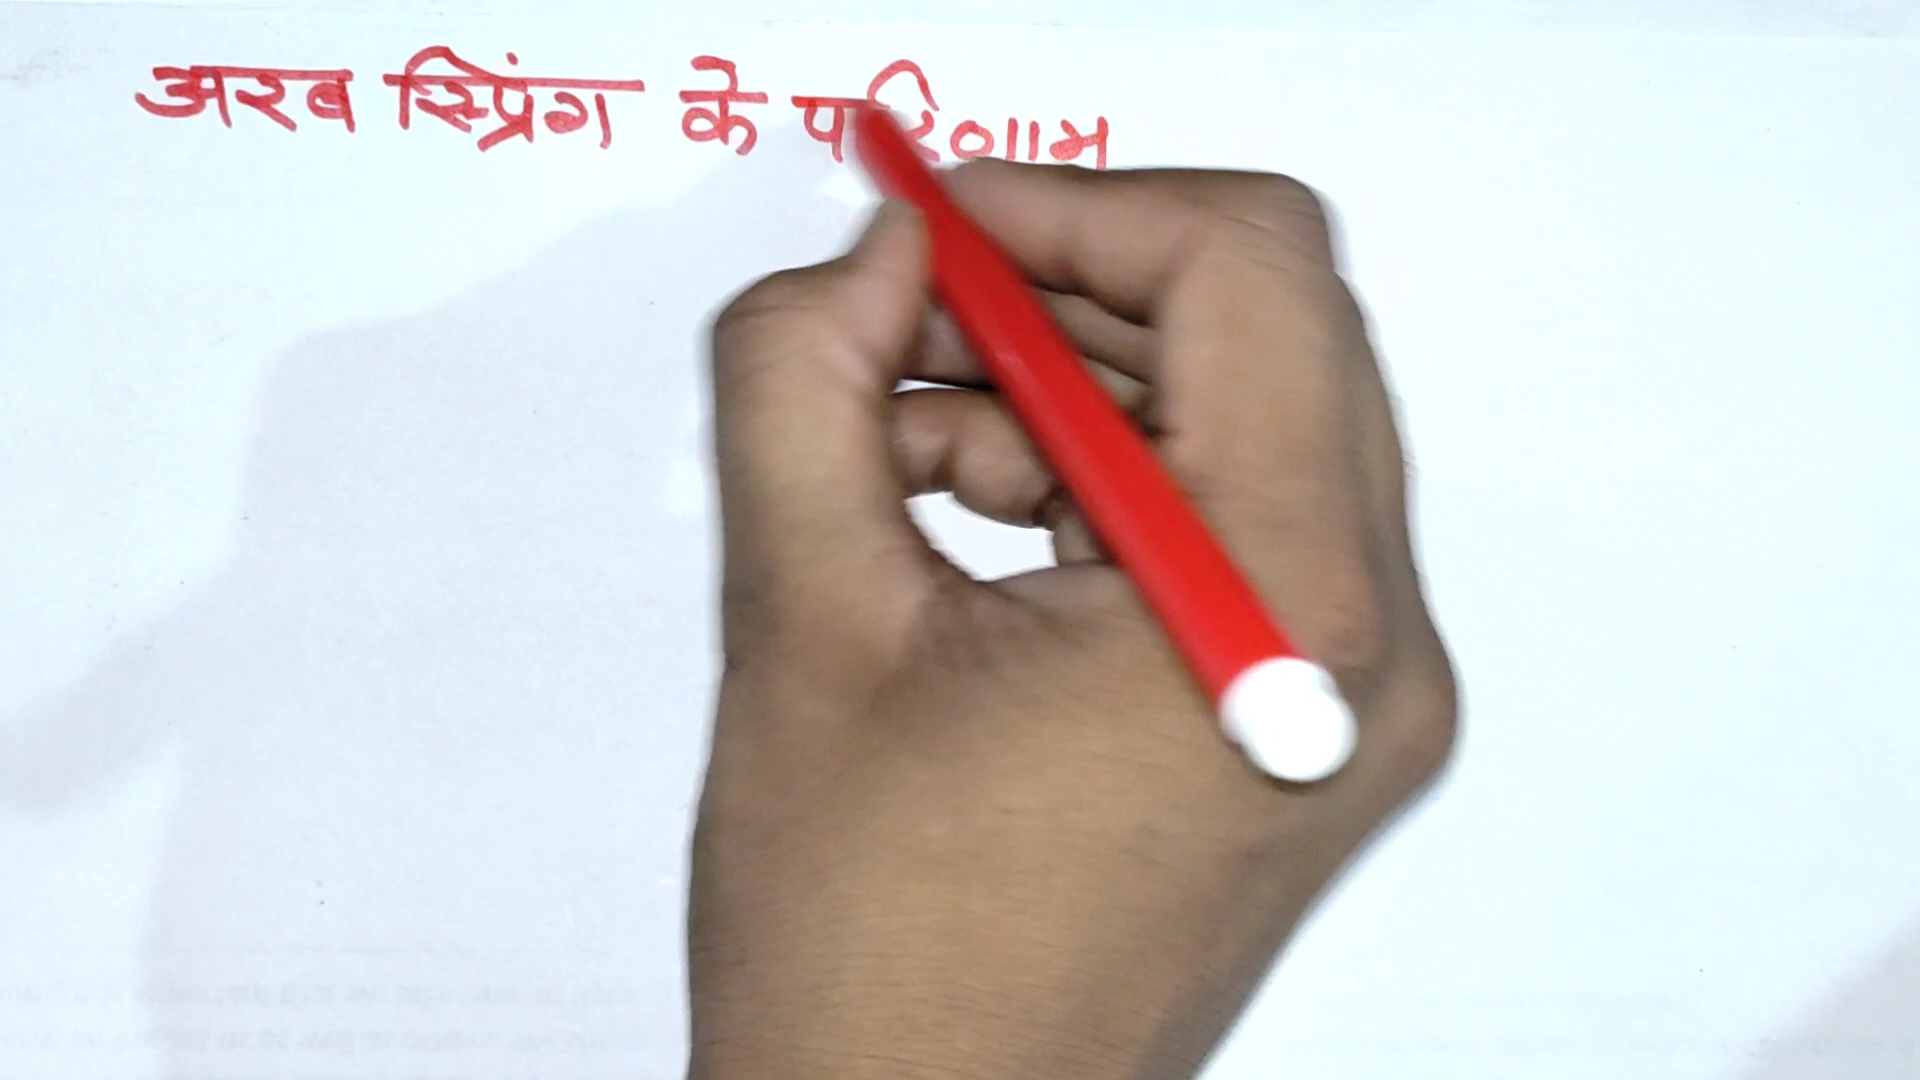 अरब स्प्रिंग के परिणाम